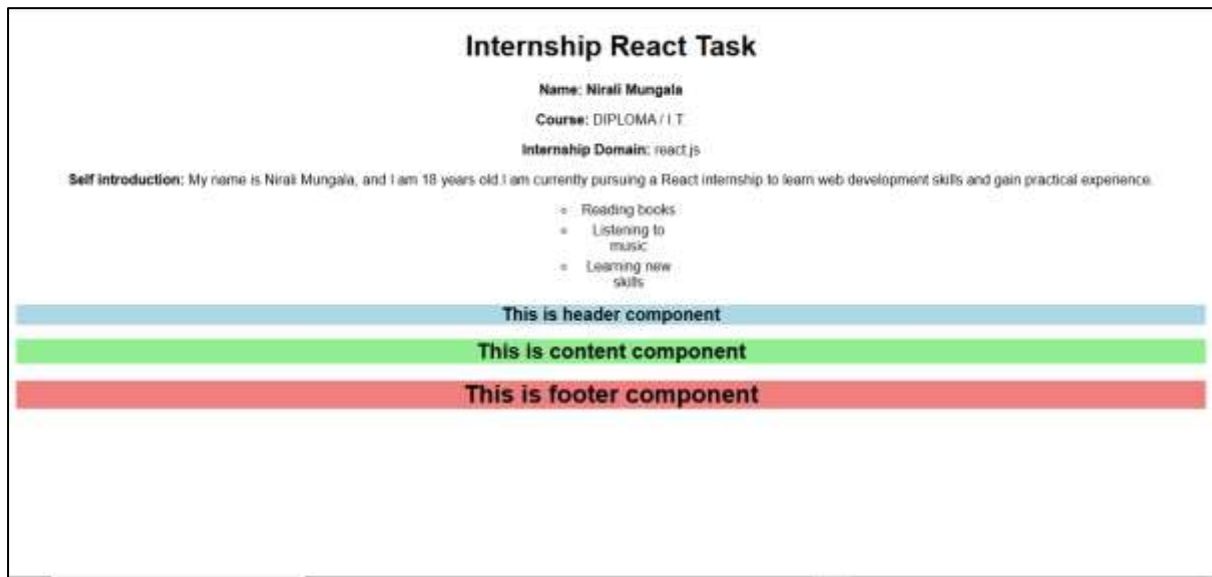 Internship React Task
Name: Nirali Mungala
Course: DIPLOMA / I T
Internship Domain: react.js
Self introduction: My name is Nirali Mungala, and I am 18 years old.I am currently pursuing a React internship to learn web development skills and gain practical experience.
Reading books
Listening to
music
Learning new
skills
This is header component
This is content component
This is footer component